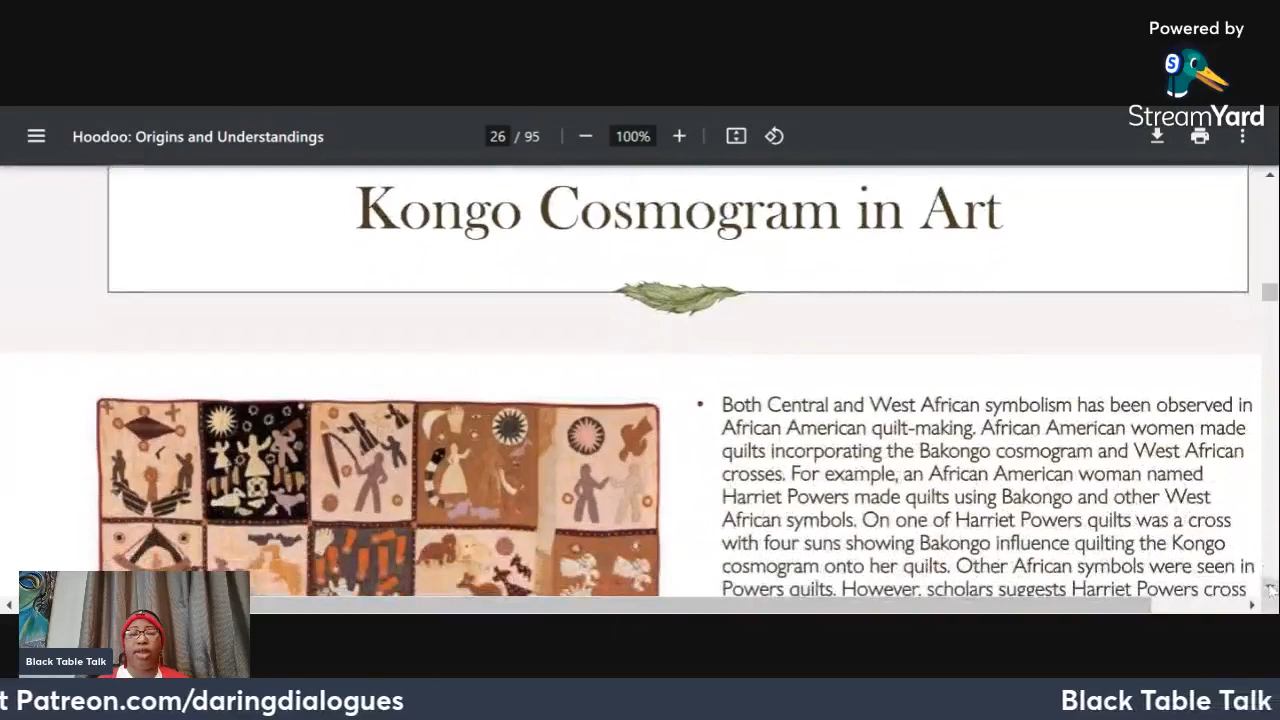 Powered by
StreamYard
Hoodoo: Origins and Understandings
26 / 95
100%
Kongo Cosmogram in Art
• Both Central and West African symbolism has been observed in
African American quilt-making. African American women made
quilts incorporating the Bakongo cosmogram and West African
crosses. For example, an African American woman named
Harriet Powers made quilts using Bakongo and other West
African symbols. On one of Harriet Powers quilts was a cross
with four suns showing Bakongo influence quilting the Kongo
cosmogram onto her quilts. Other African symbols were seen in
Powers quilts. However, scholars suggests Harriet Powers cross
Black Table Talk
t Patreon.com/daringdialogues
Black Table Talk